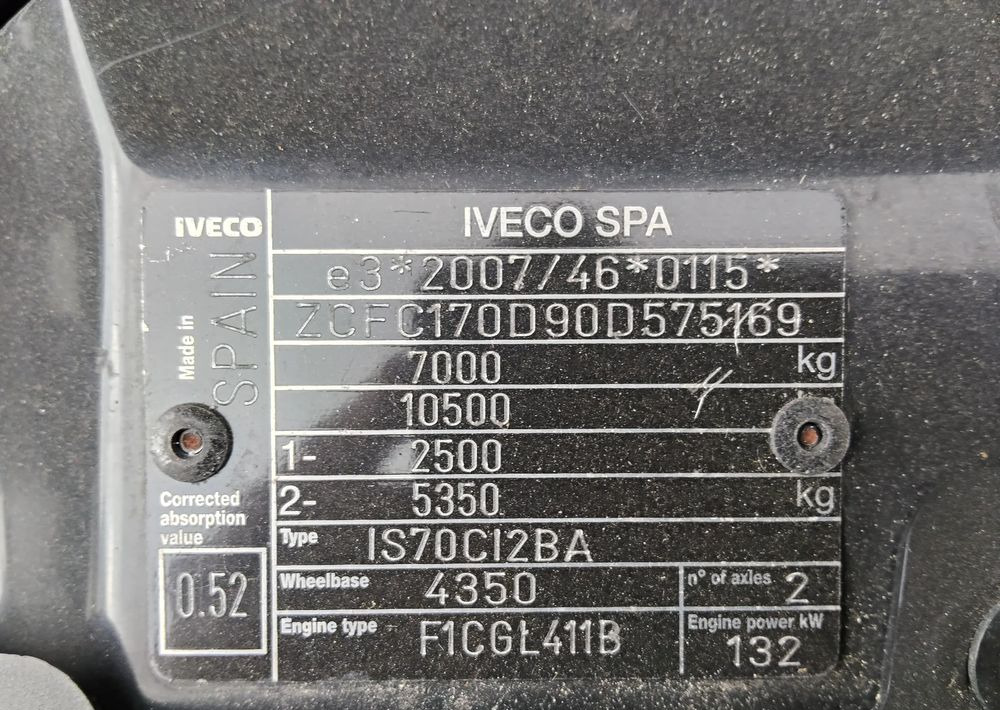 IVECO
IVECO SPA
Made in
SPAIN
e3*2007/46*0115*
ZCFC170D90D575169
7000 kg
10500
1- 2500
2- 5350 kg
Corrected
absorption
value
0.52
Type IS70CI2BA
Wheelbase 4350
n° of axles 2
Engine type F1CGL411B
Engine power kW
132